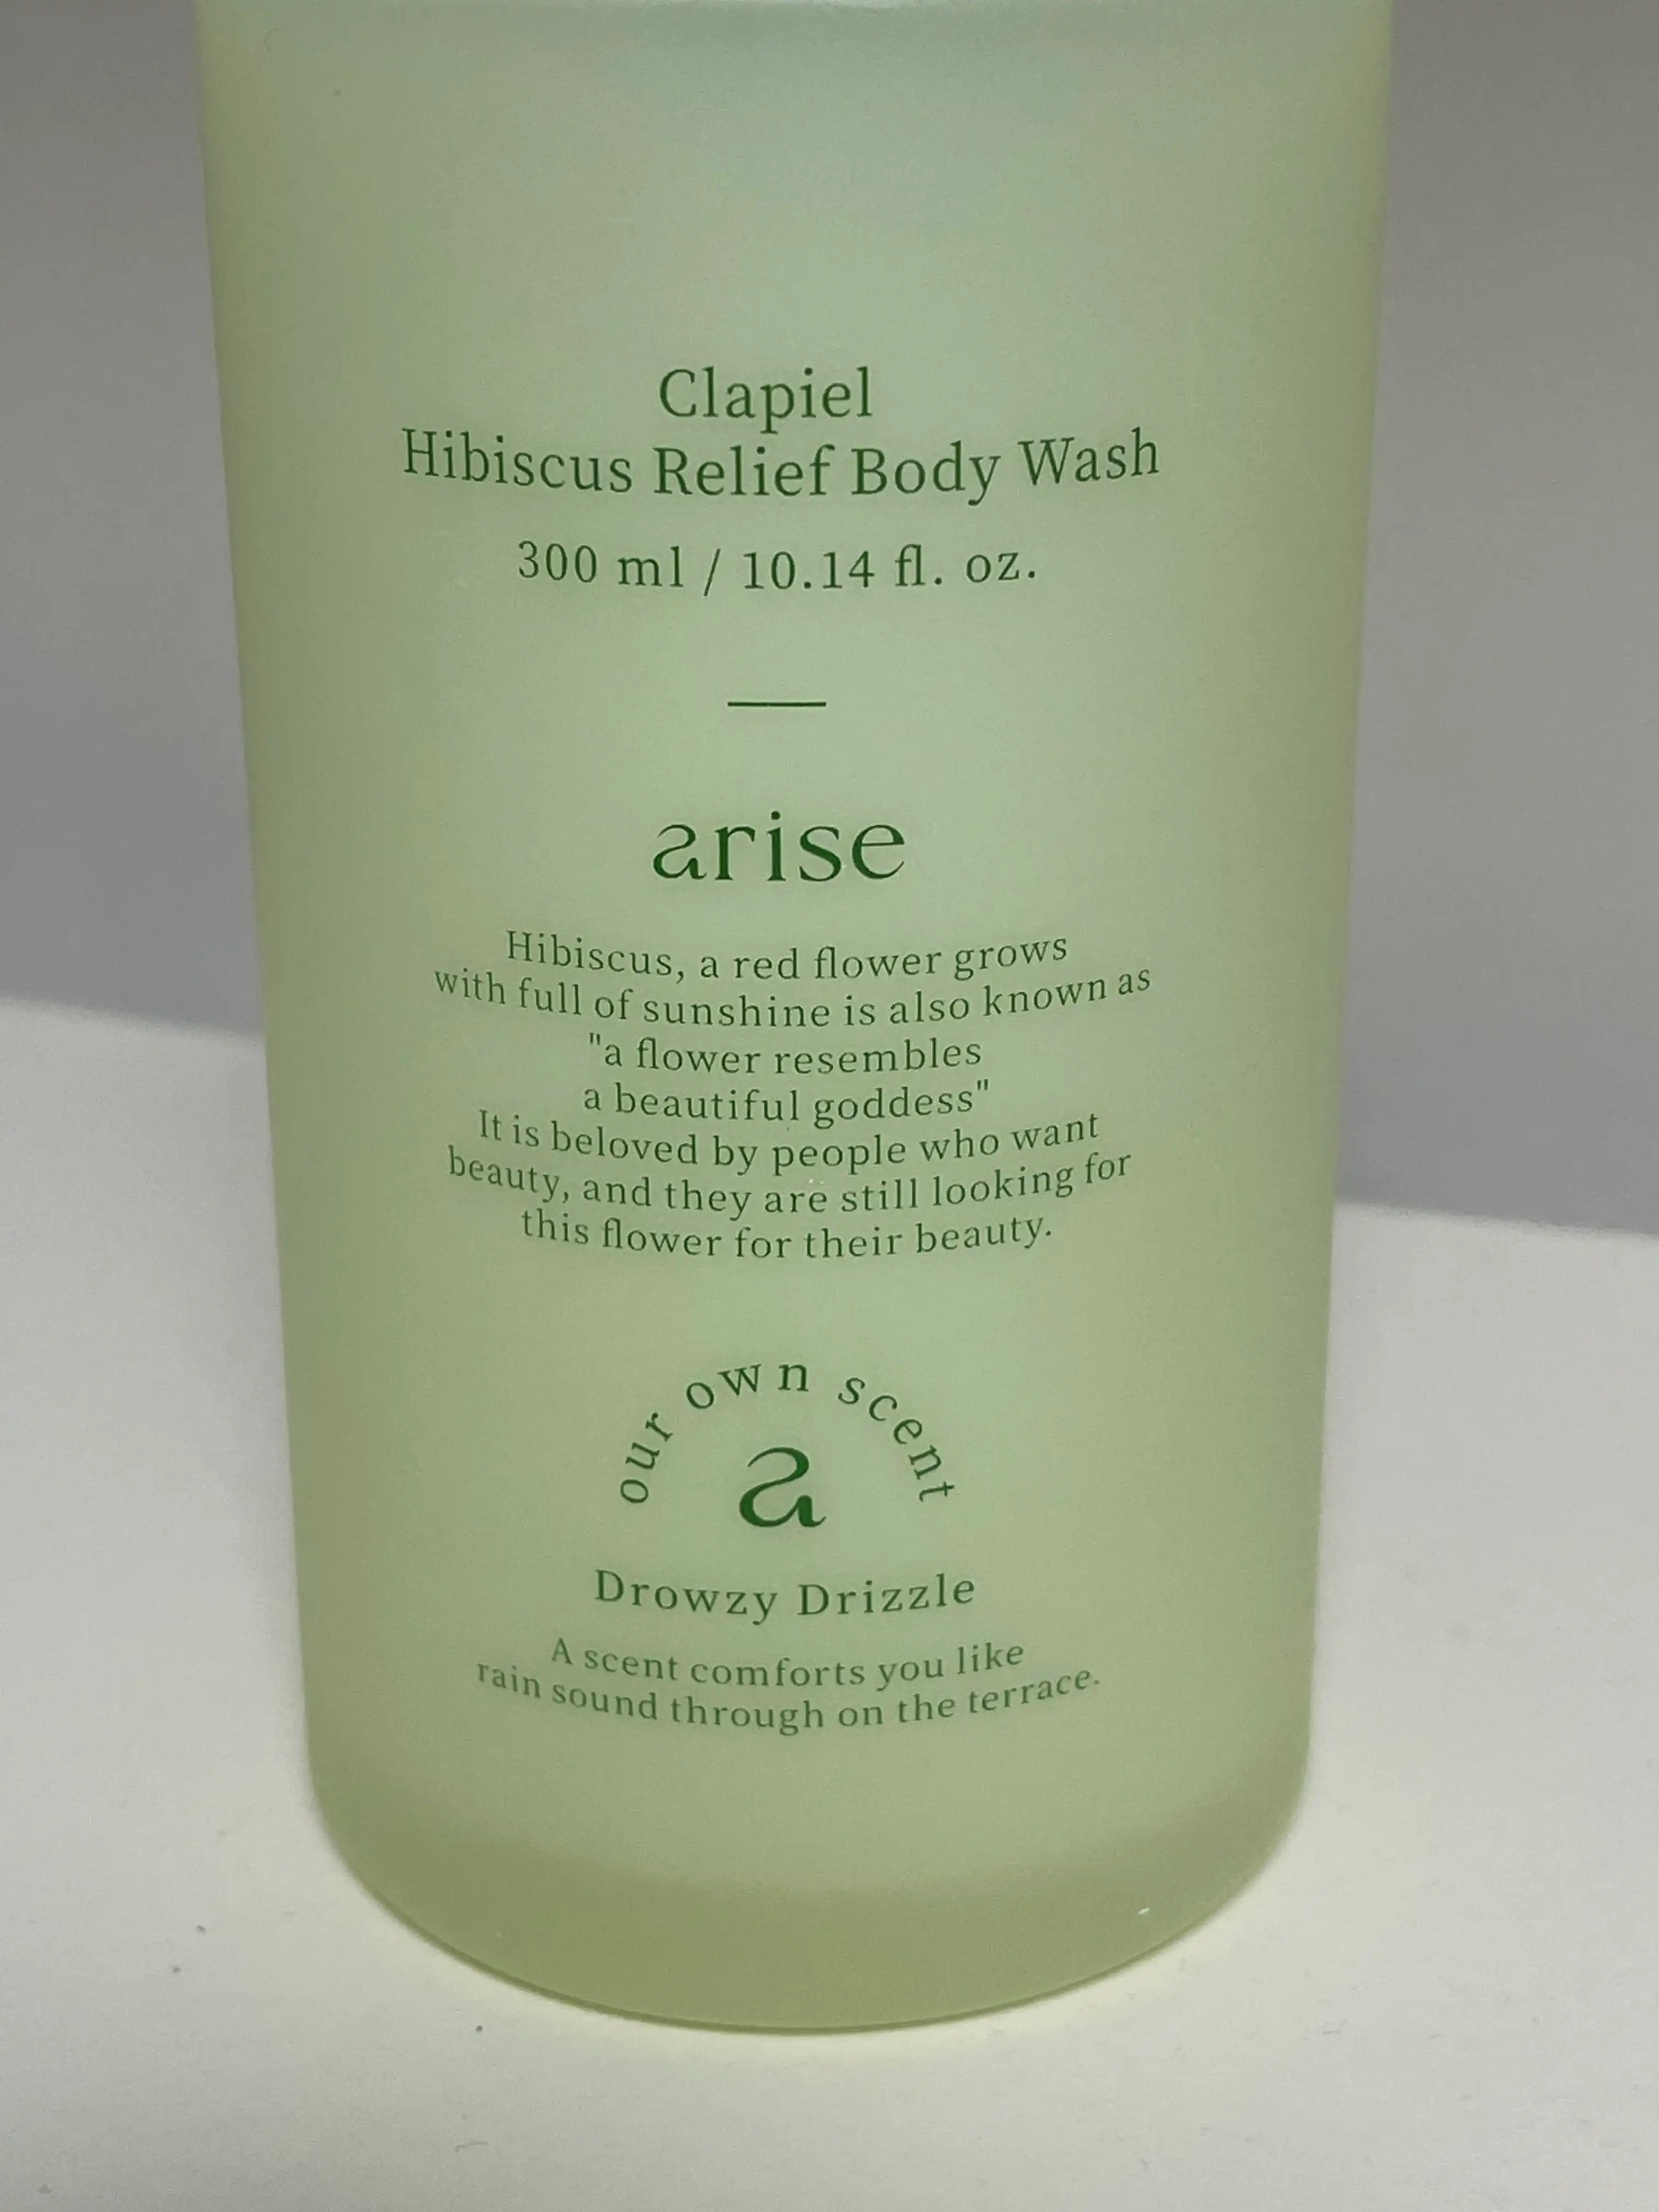 Clapiel
Hibiscus Relief Body Wash
300 ml / 10.14 fl. oz.
arise
Hibiscus, a red flower grows
with full of sunshine is also known as
"a flower resembles
a beautiful goddess"
It is beloved by people who want
beauty, and they are still looking for
this flower for their beauty.
our own scent
a
Drowzy Drizzle
A scent comforts you like
rain sound through on the terrace.